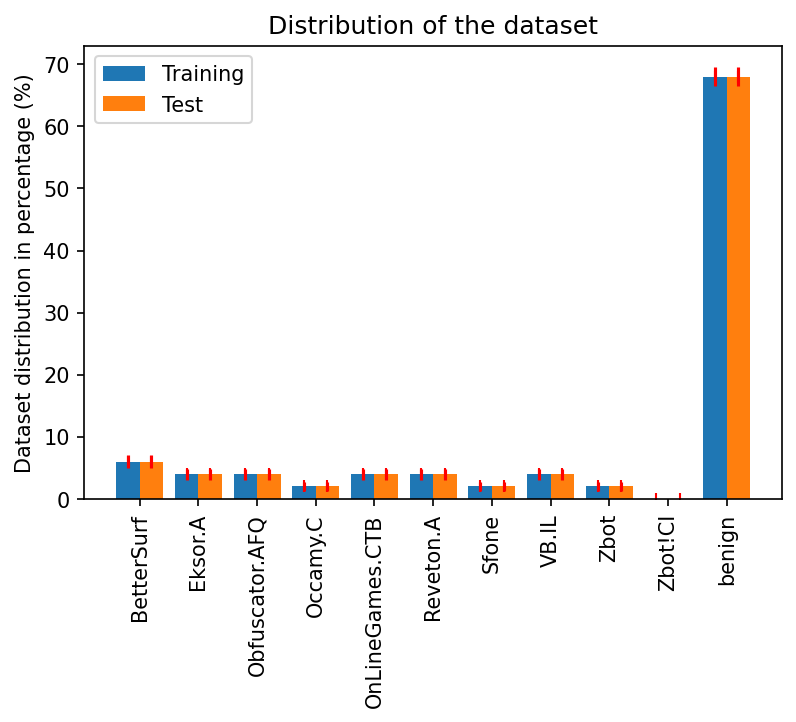 Distribution of the dataset
Training
Test
Dataset distribution in percentage (%)
70
60
50
40
30
20
10
0
BetterSurf
Eksor.A
Obfuscator.AFQ
Occamy.C
OnLineGames.CTB
Reveton.A
Sfone
VB.IL
Zbot
Zbot!CI
benign